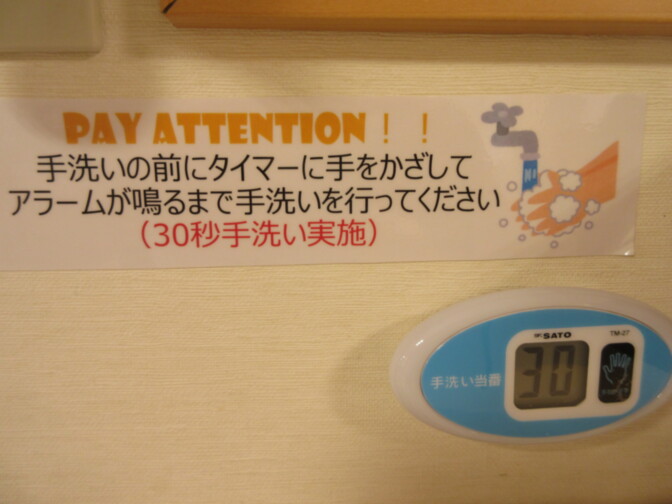 PAY ATTENTION！！
手洗いの前にタイマーに手をかざして
アラームが鳴るまで手洗いを行ってください
（30秒手洗い実施）
SATO
TM-27
手洗い当番
30